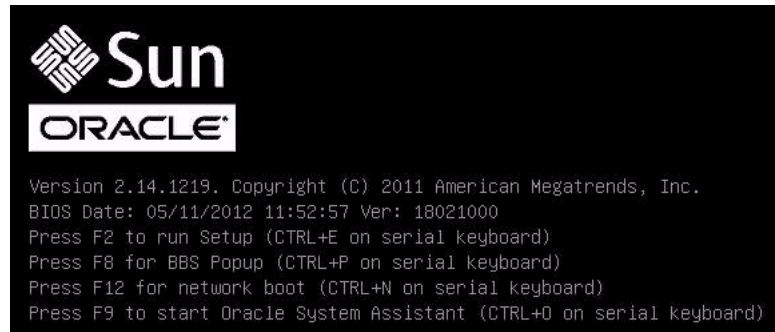 Sun
ORACLE
Version 2.14.1219. Copyright (C) 2011 American Megatrends, Inc.
BIOS Date: 05/11/2012 11:52:57 Ver: 18021000
Press F2 to run Setup (CTRL+E on serial keyboard)
Press F8 for BBS Popup (CTRL+P on serial keyboard)
Press F12 for network boot (CTRL+N on serial keyboard)
Press F9 to start Oracle System Assistant (CTRL+O on serial keyboard)